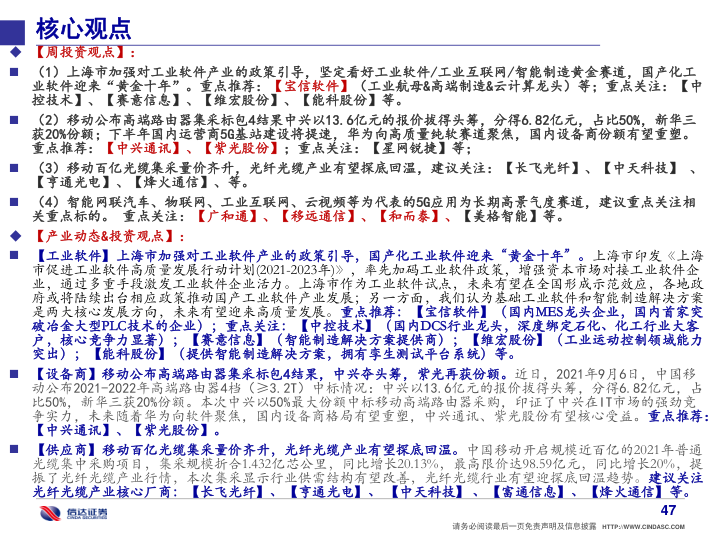 核心观点
◆ 【周投资观点】：
■ （1）上海市加强对工业软件产业的政策引导，坚定看好工业软件/工业互联网/智能制造黄金赛道，国产化工
业软件迎来“黄金十年”。重点推荐：【宝信软件】（工业航母&高端制造&云计算龙头）等；重点关注：【中
控技术】、【赛意信息】、【维宏股份】、【能科股份】等。
■ （2）移动公布高端路由器集采标包4结果中兴以13.6亿元的报价拔得头筹，分得6.82亿元，占比50%，新华三
获20%份额；下半年国内运营商5G基站建设将提速，华为向高质量纯软赛道聚焦，国内设备商份额有望重塑。
重点推荐：【中兴通讯】、【紫光股份】；重点关注：【星网锐捷】等；
■ （3）移动百亿光缆集采量价齐升，光纤光缆产业有望探底回温，建议关注：【长飞光纤】、【中天科技】 、
【亨通光电】、【烽火通信】、等。
■ （4）智能网联汽车、物联网、工业互联网、云视频等为代表的5G应用为长期高景气度赛道，建议重点关注相
关重点标的。 重点关注：【广和通】、【移远通信】、【和而泰】、【美格智能】等。
◆ 【产业动态&投资观点】：
■ 【工业软件】上海市加强对工业软件产业的政策引导，国产化工业软件迎来“黄金十年”。上海市印发《上海
市促进工业软件高质量发展行动计划(2021-2023年)》，率先加码工业软件政策，增强资本市场对接工业软件企
业，通过多重手段激发工业软件企业活力。上海市作为工业软件试点，未来有望在全国形成示范效应，各地政
府或将陆续出台相应政策推动国产工业软件产业发展；另一方面，我们认为基础工业软件和智能制造解决方案
是两大核心发展方向，未来有望迎来高质量发展。重点推荐：【宝信软件】（国内MES龙头企业，国内首家突
破冶金大型PLC技术的企业）；重点关注：【中控技术】（国内DCS行业龙头，深度绑定石化、化工行业大客
户，核心竞争力显著）；【赛意信息】（智能制造解决方案提供商）；【维宏股份】（工业运动控制领域能力
突出）；【能科股份】（提供智能制造解决方案，拥有孪生测试平台系统）等。
■ 【设备商】移动公布高端路由器集采标包4结果，中兴夺头筹，紫光再获份额。近日，2021年9月6日，中国移
动公布2021-2022年高端路由器4档（≥3.2T）中标情况：中兴以13.6亿元的报价拔得头筹，分得6.82亿元，占
比50%，新华三获20%份额。本次中兴以50%最大份额中标移动高端路由器采购，印证了中兴在IT市场的强劲竞
争实力，未来随着华为向软件聚焦，国内设备商格局有望重塑，中兴通讯、紫光股份有望核心受益。重点推荐：
【中兴通讯】、【紫光股份】。
■ 【供应商】移动百亿光缆集采量价齐升，光纤光缆产业有望探底回温。中国移动开启规模近百亿的2021年普通
光缆集中采购项目，集采规模折合1.432亿芯公里，同比增长20.13%，最高限价达98.59亿元，同比增长20%，提
振了光纤光缆产业行情，本次集采显示行业供需结构有望改善，光纤光缆行业有望迎探底回温趋势。建议关注
光纤光缆产业核心厂商：【长飞光纤】、【亨通光电】、 【中天科技】 、【富通信息】、 【烽火通信】等。
信达证券
CINDA SECURITIES
47
请务必阅读最后一页免责声明及信息披露 HTTP://WWW.CINDASC.COM